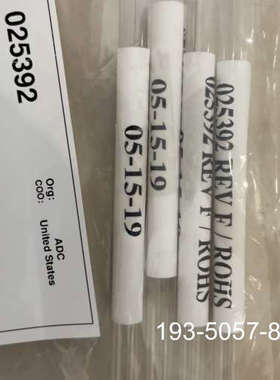 025392
Org: ADC
COO: United States
05-15-19
05-15-19
025392 REV F / ROHS
025392 REV F / ROHS
193-5057-8